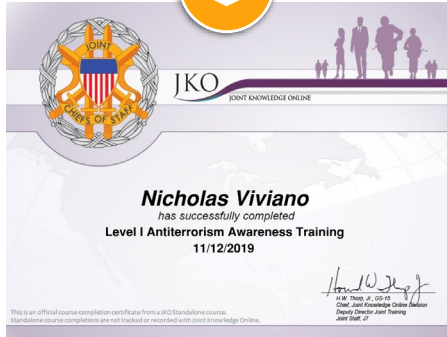 JOINT
CHIEFS OF STAFF
JKO
JOINT KNOWLEDGE ONLINE
Nicholas Viviano
has successfully completed
Level I Antiterrorism Awareness Training
11/12/2019
H.W. Thorp, Jr., GS-15
Chief, Joint Knowledge Online Division
Deputy Director Joint Training
Joint Staff, J7
This is an official course completion certificate from a JKO Standalone course.
Standalone course completions are not tracked or recorded with Joint Knowledge Online.